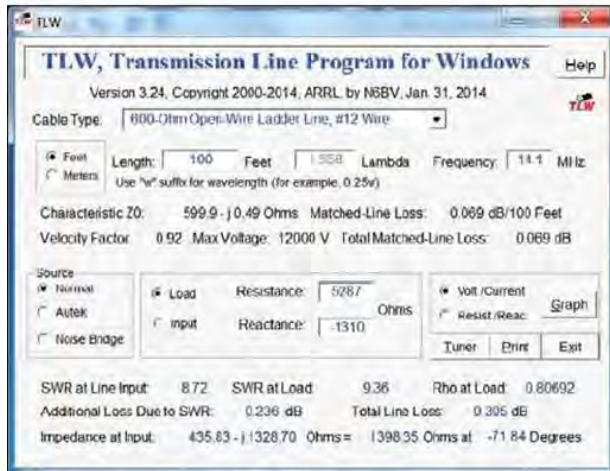 TLW
TLW, Transmission Line Program for Windows
Help
Version 3.24, Copyright 2000-2014, ARRL, by N6BV, Jan. 31, 2014
TLW
Cable Type: 600-Ohm Open-Wire Ladder Line, #12 Wire
Feet
Meters
Length: 100 Feet 1.558 Lambda Frequency: 14.1 MHz
Use "w" suffix for wavelength (for example, 0.25w)
Characteristic Z0: 599.9 - j 0.49 Ohms Matched-Line Loss: 0.069 dB/100 Feet
Velocity Factor 0.92 Max Voltage: 12000 V Total Matched-Line Loss: 0.069 dB
Source
Normal
Autek
Noise Bridge
Load
Input
Resistance: 5287
Reactance: -1310
Ohms
Volt./Current
Resist./Reac.
Graph
Tuner Print Exit
SWR at Line Input: 8.72 SWR at Load: 9.36 Rho at Load: 0.80692
Additional Loss Due to SWR: 0.236 dB Total Line Loss: 0.305 dB
Impedance at Input: 435.83 - j 1328.70 Ohms = 1398.35 Ohms at -71.84 Degrees